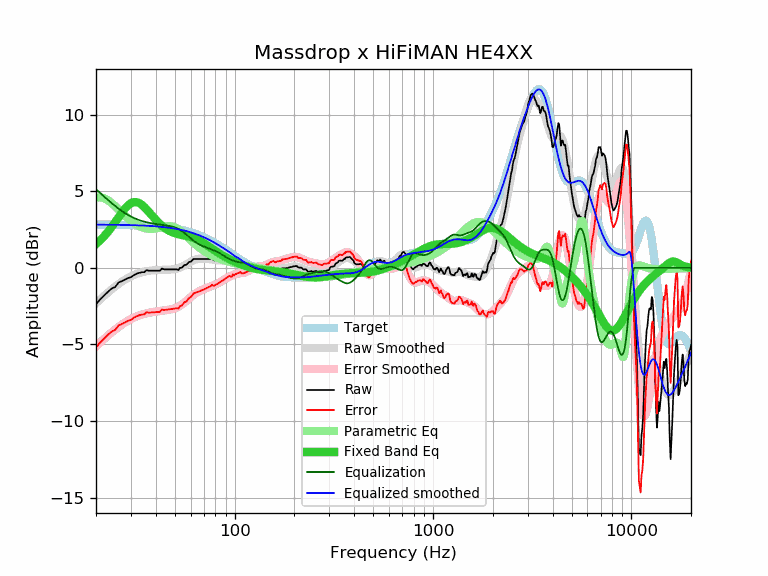 Massdrop x HiFiMAN HE4XX
Amplitude (dBr)
10
5
0
−5
−10
−15
Target
Raw Smoothed
Error Smoothed
Raw
Error
Parametric Eq
Fixed Band Eq
Equalization
Equalized smoothed
100
1000
10000
Frequency (Hz)